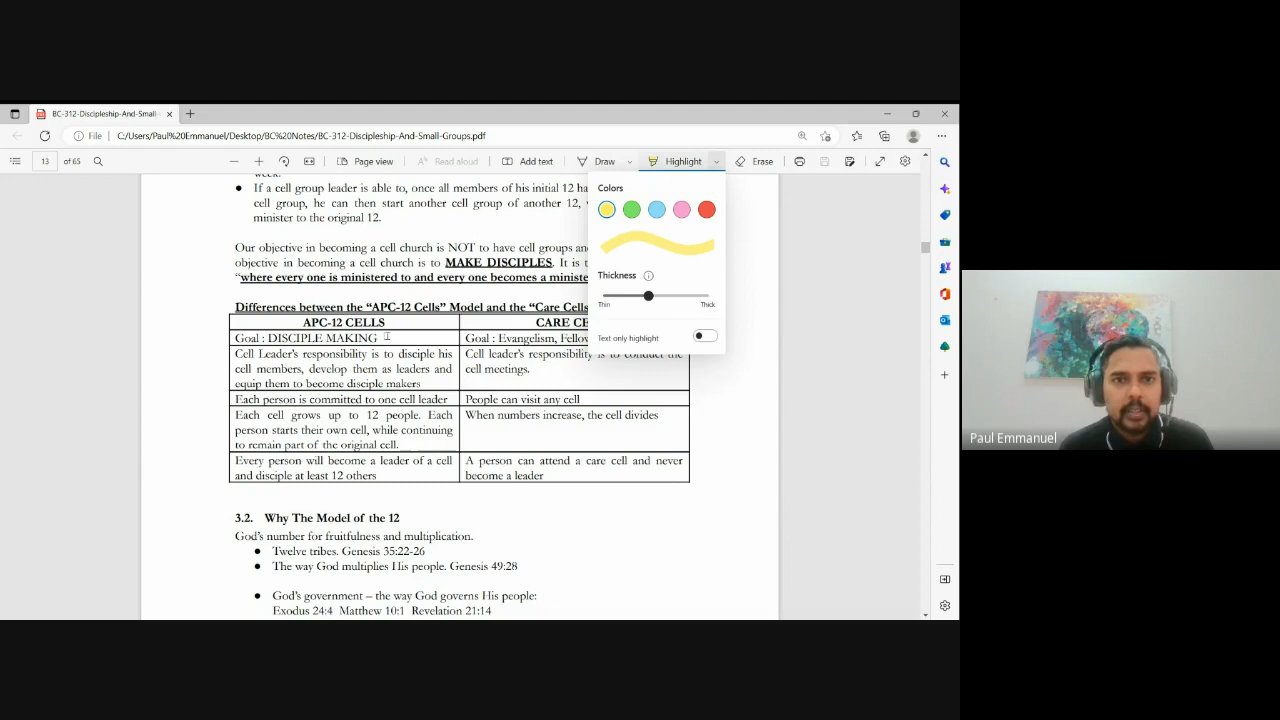 BC-312-Discipleship-And-Small-
File C:/Users/Paul%20Emmanuel/Desktop/BC%20Notes/BC-312-Discipleship-And-Small-Groups.pdf
13 of 65 Page view Read aloud Add text Draw Highlight Erase
week.
● If a cell group leader is able to, once all members of his initial 12 ha
cell group, he can then start another cell group of another 12,
minister to the original 12.
Our objective in becoming a cell church is NOT to have cell groups
objective in becoming a cell church is to MAKE DISCIPLES. It is
"where every one is ministered to and every one becomes a ministe
Differences between the "APC-12 Cells" Model and the "Care Cells
APC-12 CELLS CARE CE
Goal : DISCIPLE MAKING Goal : Evangelism, Fellow
Cell Leader's responsibility is to disciple his Cell leader's responsibility is to conduct the
cell members, develop them as leaders and cell meetings.
equip them to become disciple makers
Each person is committed to one cell leader People can visit any cell
Each cell grows up to 12 people. Each When numbers increase, the cell divides
person starts their own cell, while continuing
to remain part of the original cell.
Every person will become a leader of a cell A person can attend a care cell and never
and disciple at least 12 others become a leader
3.2. Why The Model of the 12
God's number for fruitfulness and multiplication.
● Twelve tribes. Genesis 35:22-26
● The way God multiplies His people. Genesis 49:28
● God's government – the way God governs His people:
Exodus 24:4 Matthew 10:1 Revelation 21:14
Colors
Thickness
Thin Thick
Text only highlight
Paul Emmanuel